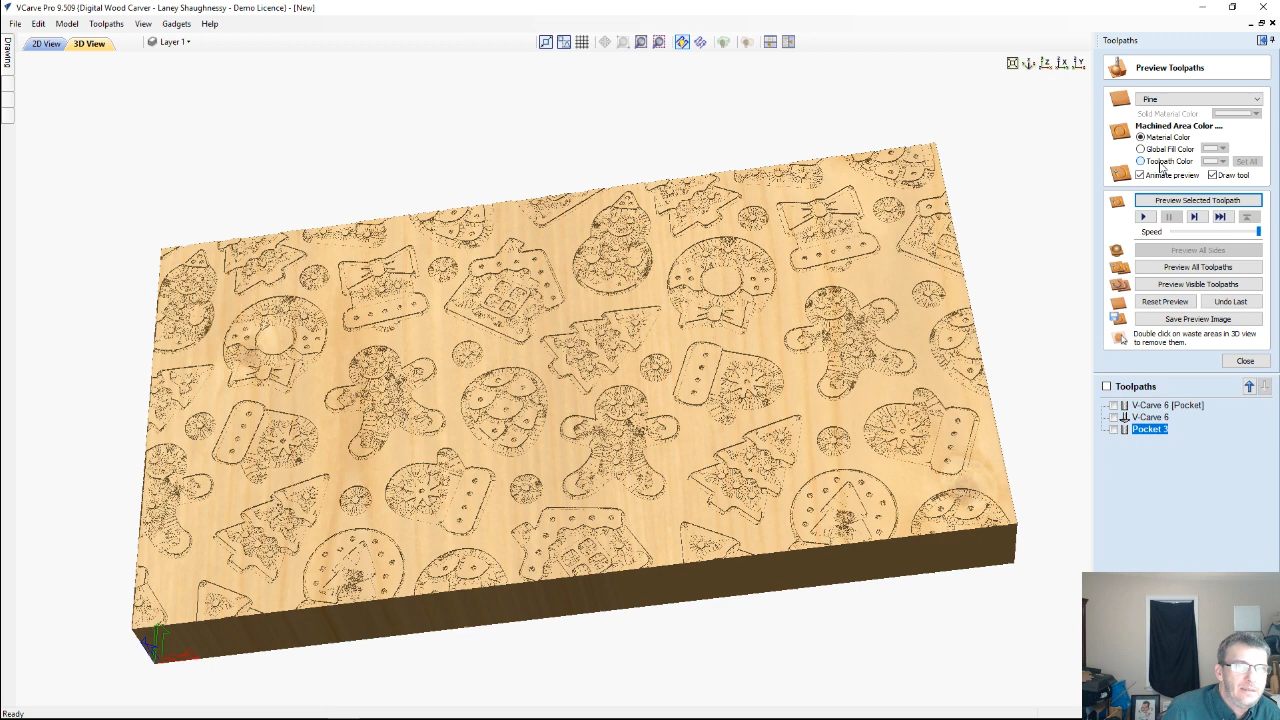 VCarve Pro 9.509 {Digital Wood Carver - Laney Shaughnessy - Demo Licence} - [New]
File Edit Model Toolpaths View Gadgets Help
2D View 3D View Layer 1
Drawing
Toolpaths
Z X Y
Preview Toolpaths
Pine
Solid Material Color
Machined Area Color ....
Material Color
Global Fill Color
Toolpath Color Set All
Animate preview Draw tool
Preview Selected Toolpath
Speed
Preview All Sides
Preview All Toolpaths
Preview Visible Toolpaths
Reset Preview Undo Last
Save Preview Image
Double click on waste areas in 3D view
to remove them.
Close
Toolpaths
V-Carve 6 [Pocket]
V-Carve 6
Pocket 3
Ready